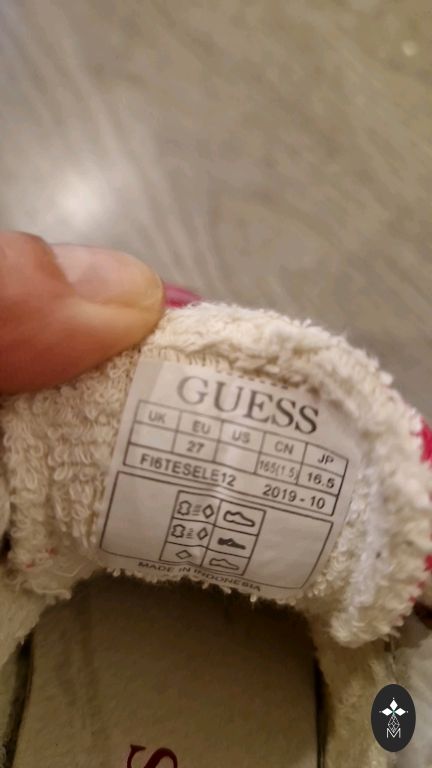 GUESS
UK EU US CN JP
27 165(1.5) 16.5
FI6TESELE12 2019-10
MADE IN INDONESIA
S
M